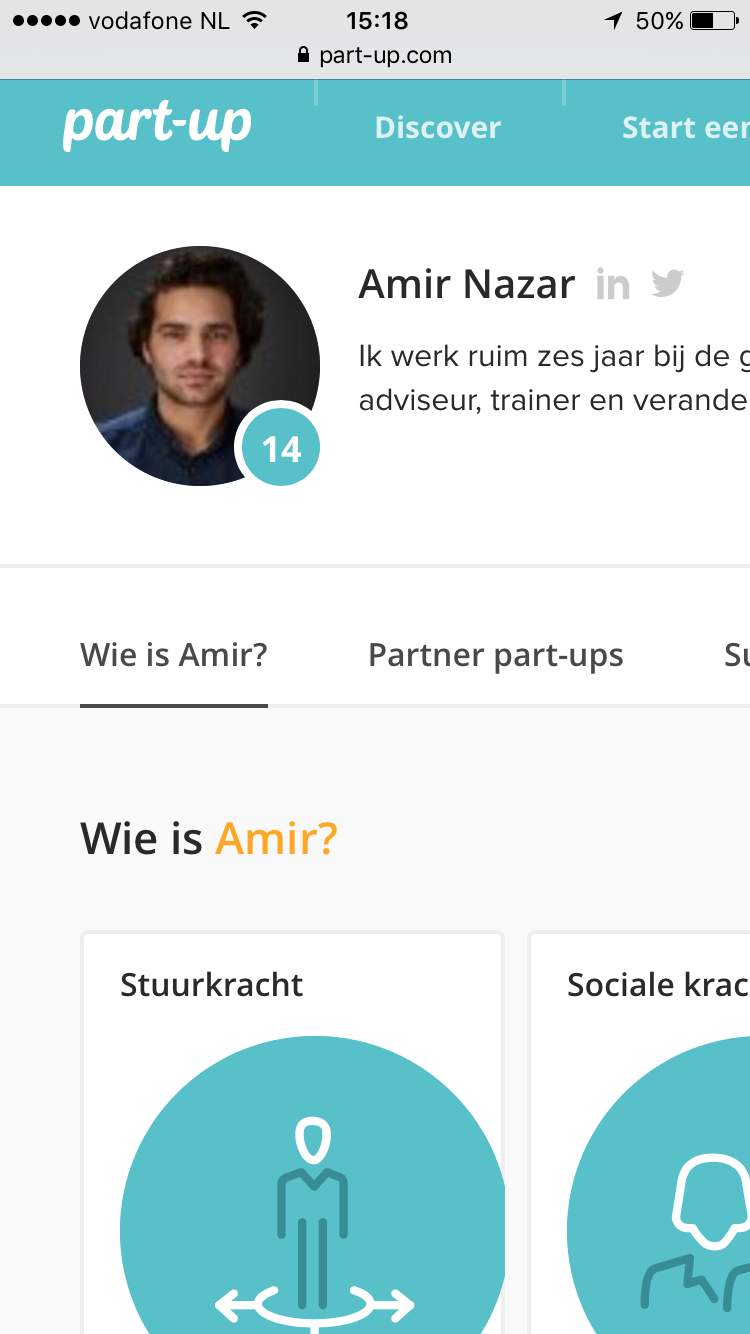 vodafone NL 15:18 50%
part-up.com
part-up Discover Start een
Amir Nazar in
Ik werk ruim zes jaar bij de g
adviseur, trainer en verande
14
Wie is Amir? Partner part-ups Su
Wie is Amir?
Stuurkracht Sociale krac